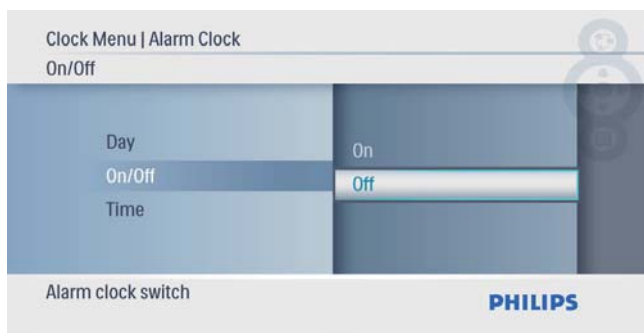 Clock Menu | Alarm Clock
On/Off
Day
On/Off
Time
On
Off
Alarm clock switch
PHILIPS